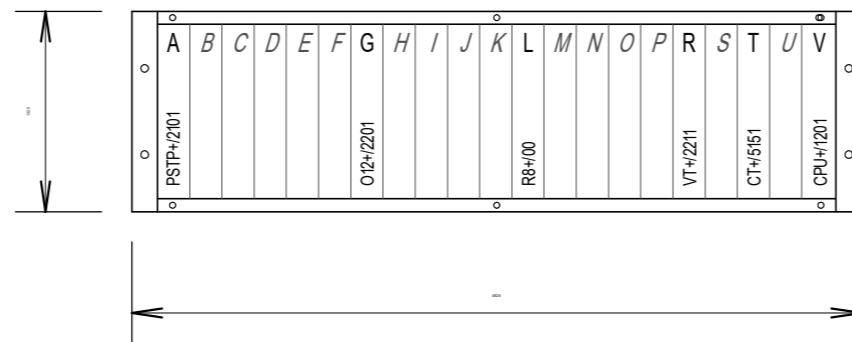 A B C D E F G H I J K L M N O P R S T U V
PSTP+/2101
O12+/2201
R8+/00
VT+/2211
CT+/5151
CPU+/1201